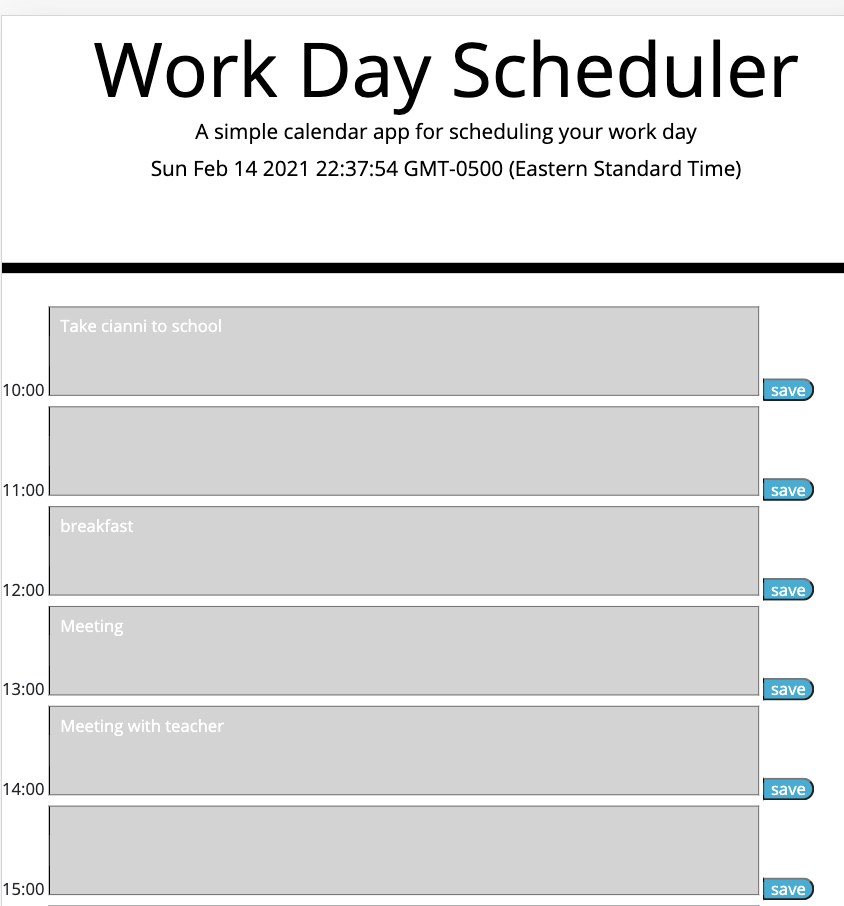 Work Day Scheduler
A simple calendar app for scheduling your work day
Sun Feb 14 2021 22:37:54 GMT-0500 (Eastern Standard Time)
Take cianni to school
10:00 save
11:00 save
breakfast
12:00 save
Meeting
13:00 save
Meeting with teacher
14:00 save
15:00 save